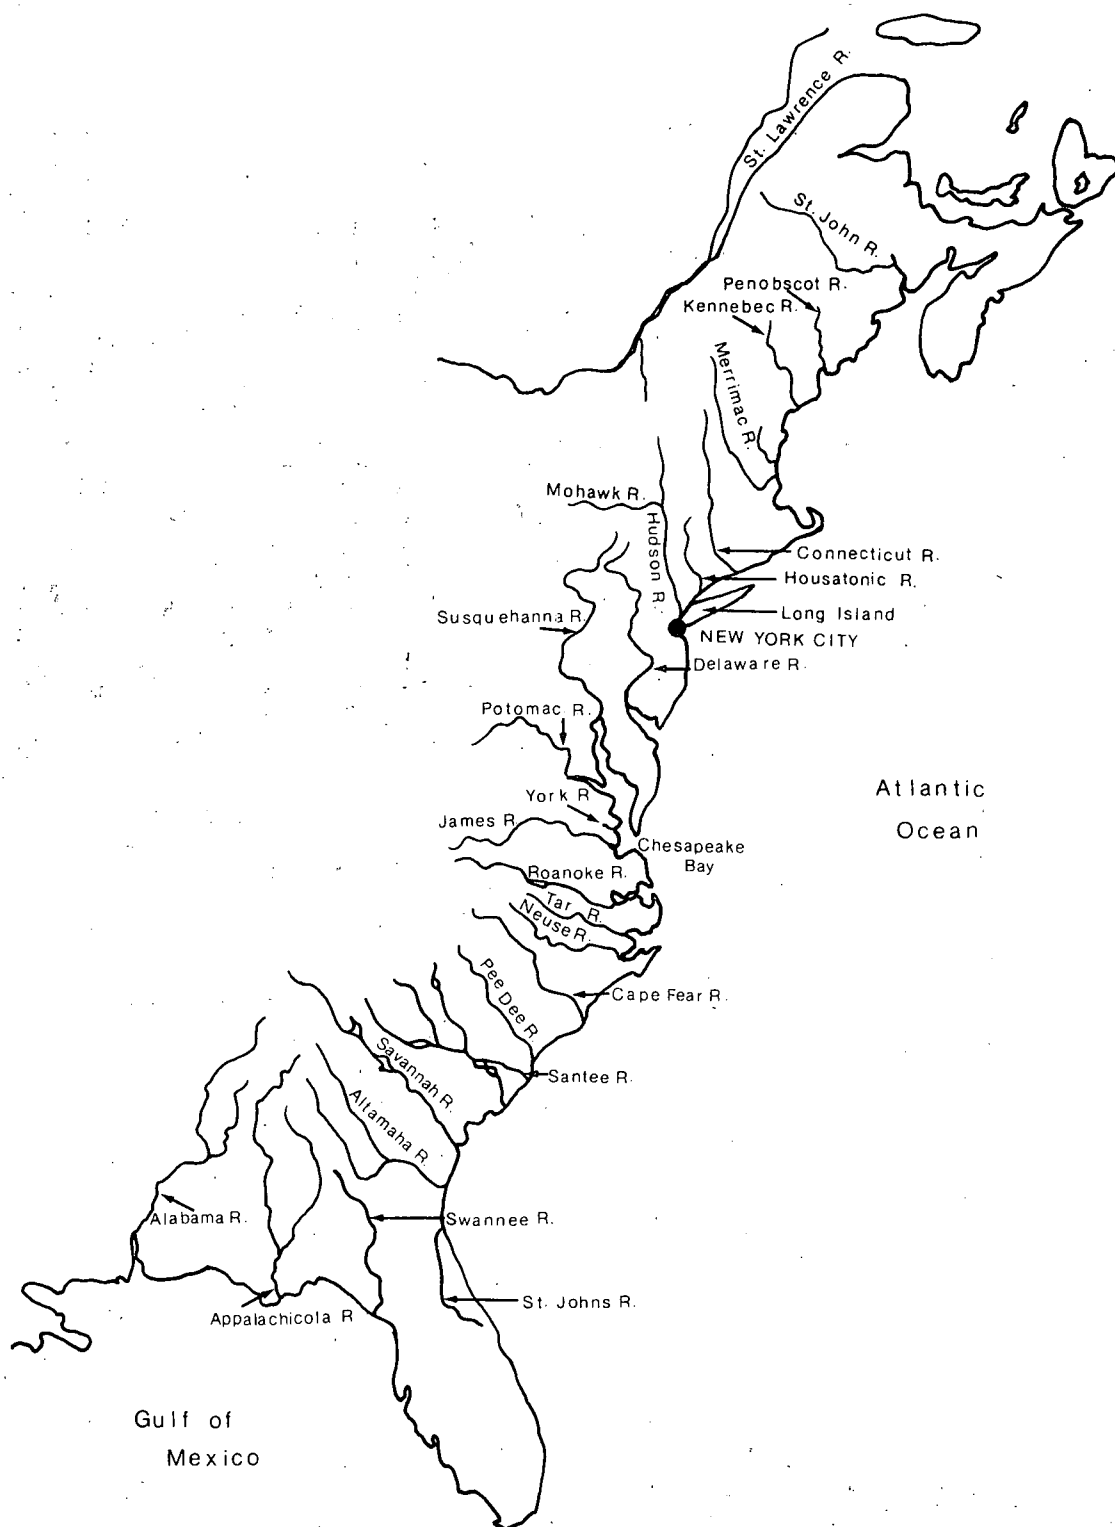 St. Lawrence R.
St. John R.
Penobscot R.
Kennebec R.
Merrimac R.
Mohawk R.
Hudson R.
Connecticut R.
Housatonic R.
Long Island
Susquehanna R.
NEW YORK CITY
Delaware R.
Potomac R.
Atlantic
Ocean
York R
James R.
Chesapeake
Bay
Roanoke R.
Tar R.
Neuse R.
Pee Dee R.
Cape Fear R.
Savannah R.
Santee R.
Altamaha R.
Alabama R.
Swannee R.
St. Johns R.
Appalachicola R
Gulf of
Mexico